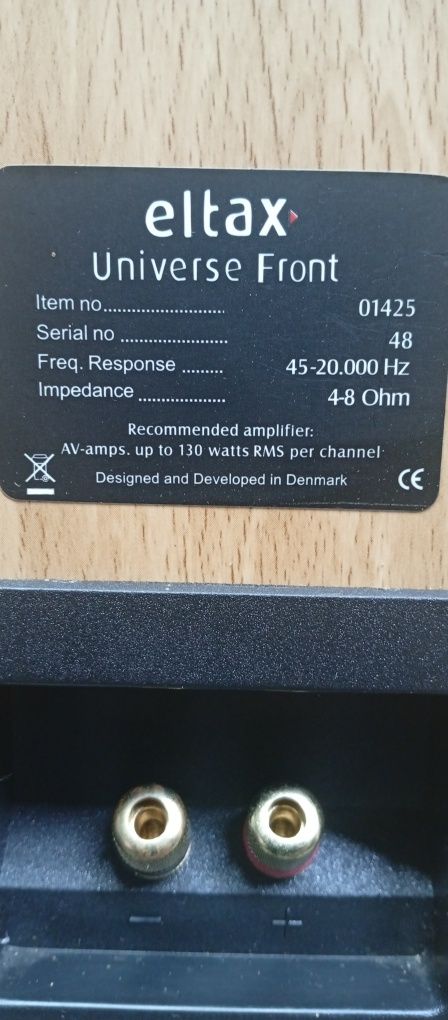 eltax
Universe Front
Item no.............................. 01425
Serial no ........................... 48
Freq. Response ......... 45-20.000 Hz
Impedance ................... 4-8 Ohm
Recommended amplifier:
AV-amps. up to 130 watts RMS per channel
Designed and Developed in Denmark CE
− +